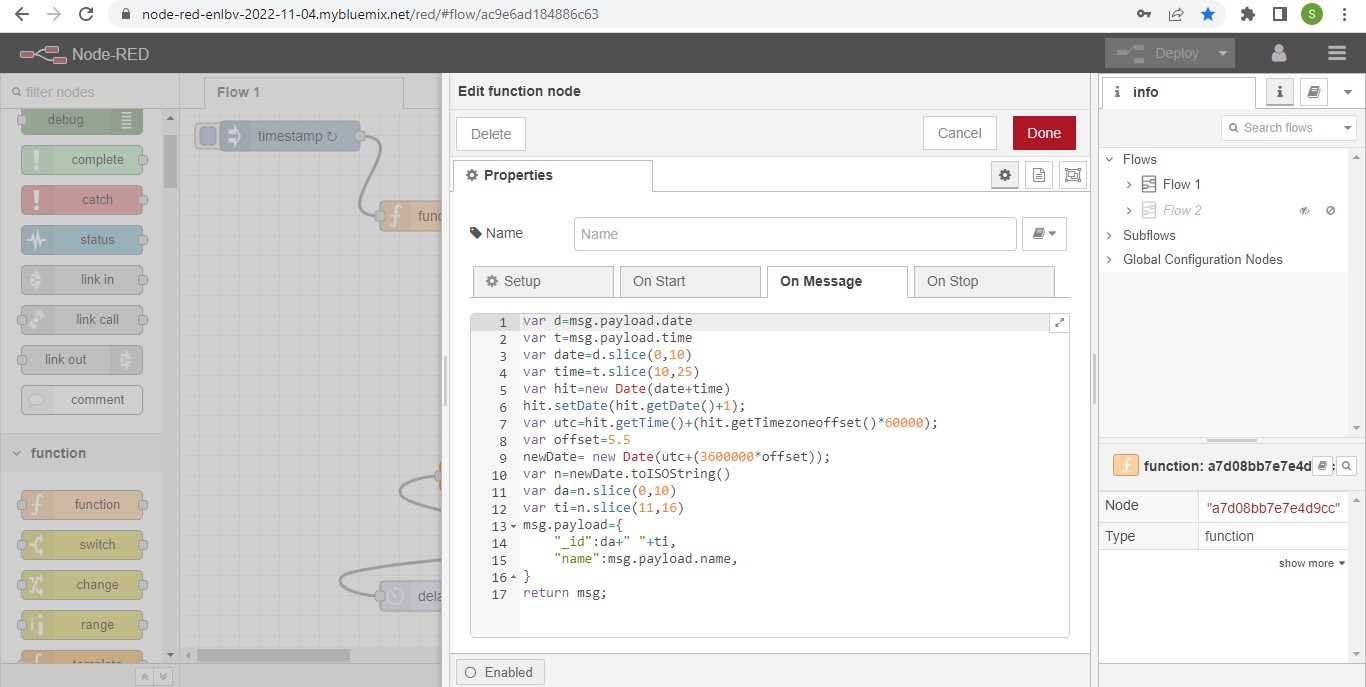 node-red-enlbv-2022-11-04.mybluemix.net/red/#flow/ac9e6ad184886c63
S
Node-RED
Deploy
filter nodes
debug
complete
catch
status
link in
link call
link out
comment
function
function
switch
change
range
template
Flow 1
timestamp ↻
func
dela
Edit function node
Delete
Cancel
Done
Properties
Name
Name
Setup
On Start
On Message
On Stop
1 var d=msg.payload.date
2 var t=msg.payload.time
3 var date=d.slice(0,10)
4 var time=t.slice(10,25)
5 var hit=new Date(date+time)
6 hit.setDate(hit.getDate()+1);
7 var utc=hit.getTime()+(hit.getTimezoneoffset()*60000);
8 var offset=5.5
9 newDate= new Date(utc+(3600000*offset));
10 var n=newDate.toISOString()
11 var da=n.slice(0,10)
12 var ti=n.slice(11,16)
13 msg.payload={
14 "_id":da+" "+ti,
15 "name":msg.payload.name,
16 }
17 return msg;
Enabled
i info
i
Search flows
Flows
Flow 1
Flow 2
Subflows
Global Configuration Nodes
function: a7d08bb7e7e4d
Node "a7d08bb7e7e4d9cc"
Type function
show more